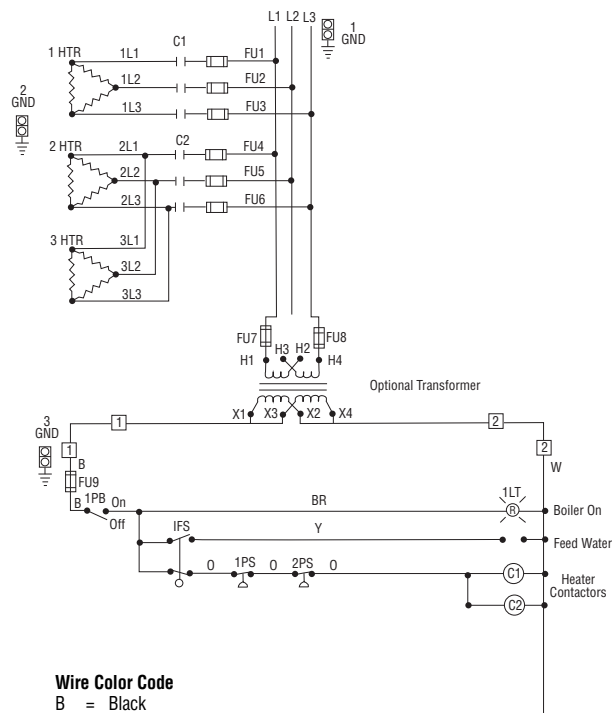 L1 L2 L3
1
GND
C1
1 HTR 1L1 FU1
1L2 FU2
1L3 FU3
2
GND
2 HTR 2L1 C2 FU4
2L2 FU5
2L3 FU6
3 HTR 3L1
3L2
3L3
FU7 FU8
H1 H3 H2 H4
Optional Transformer
X1 X3 X2 X4
1 2
3
GND
1 2
B W
FU9
B 1PB On BR 1LT
R Boiler On
Off
IFS Y Feed Water
O 1PS O 2PS O C1 Heater
Contactors
C2
Wire Color Code
B = Black